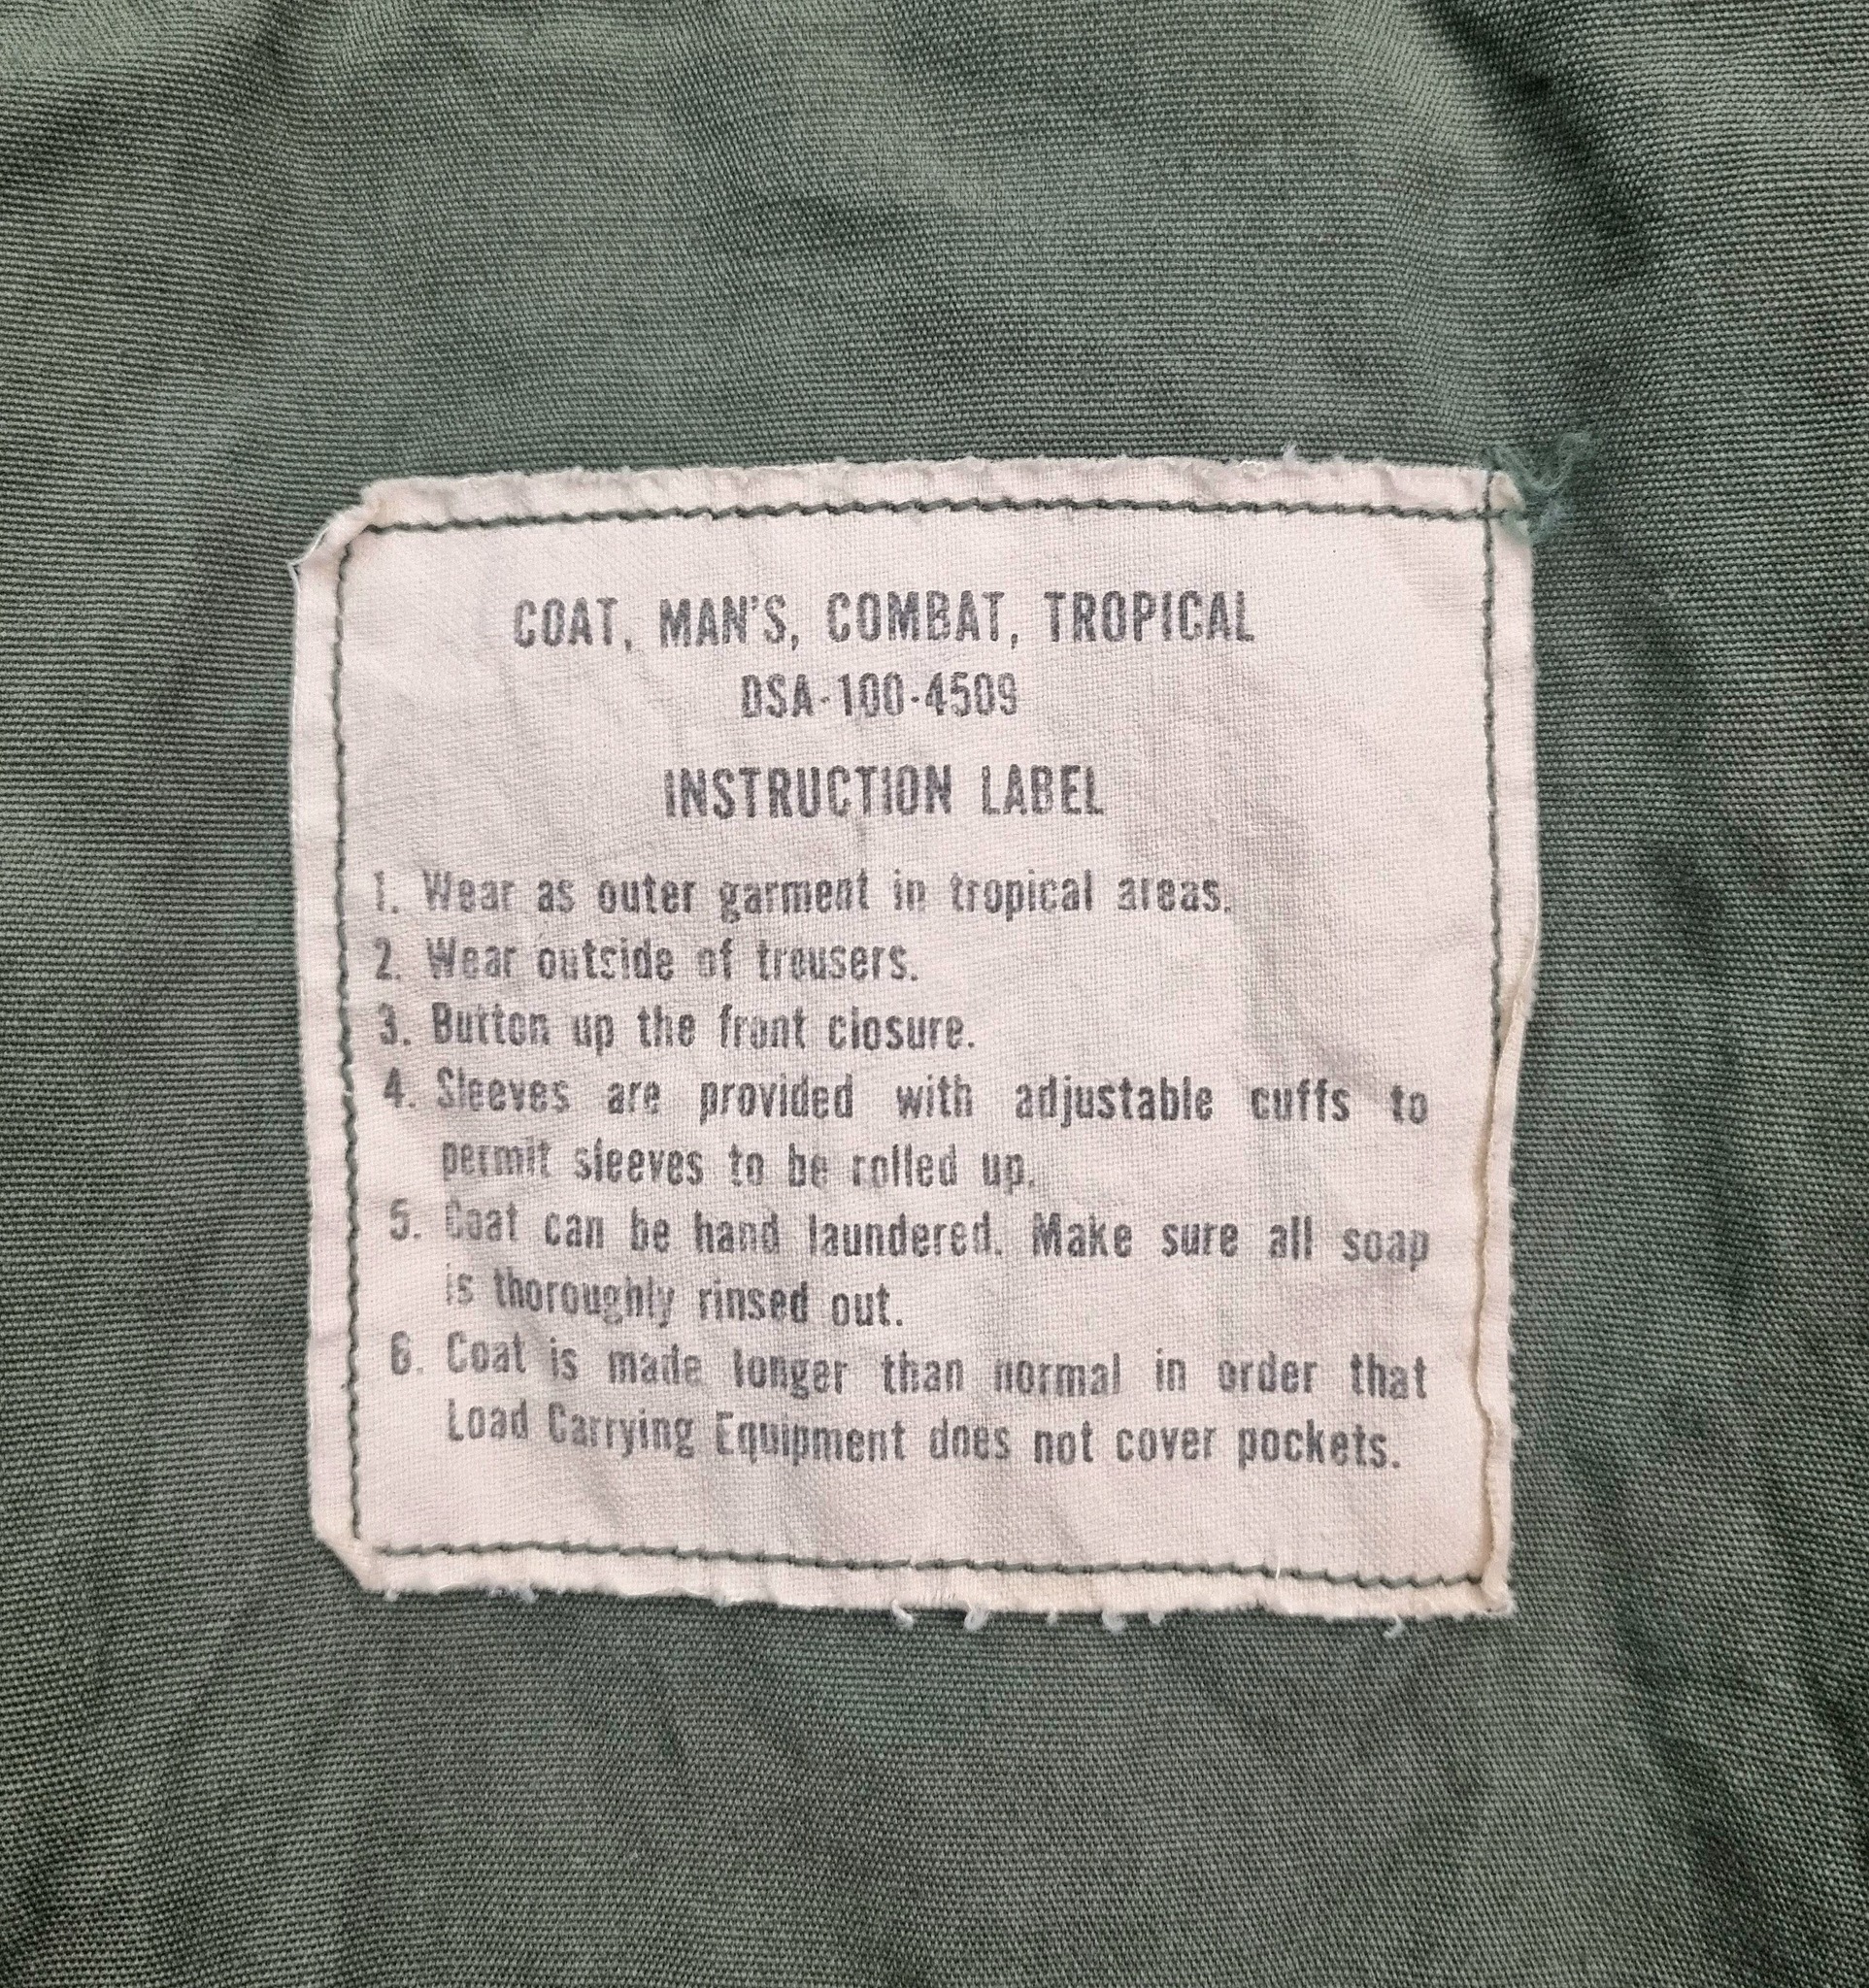 COAT, MAN'S, COMBAT, TROPICAL
DSA-100-4509
INSTRUCTION LABEL
1. Wear as outer garment in tropical areas.
2. Wear outside of trousers.
3. Button up the front closure.
4. Sleeves are provided with adjustable cuffs to
permit sleeves to be rolled up.
5. Coat can be hand laundered. Make sure all soap
is thoroughly rinsed out.
6. Coat is made longer than normal in order that
Load Carrying Equipment does not cover pockets.